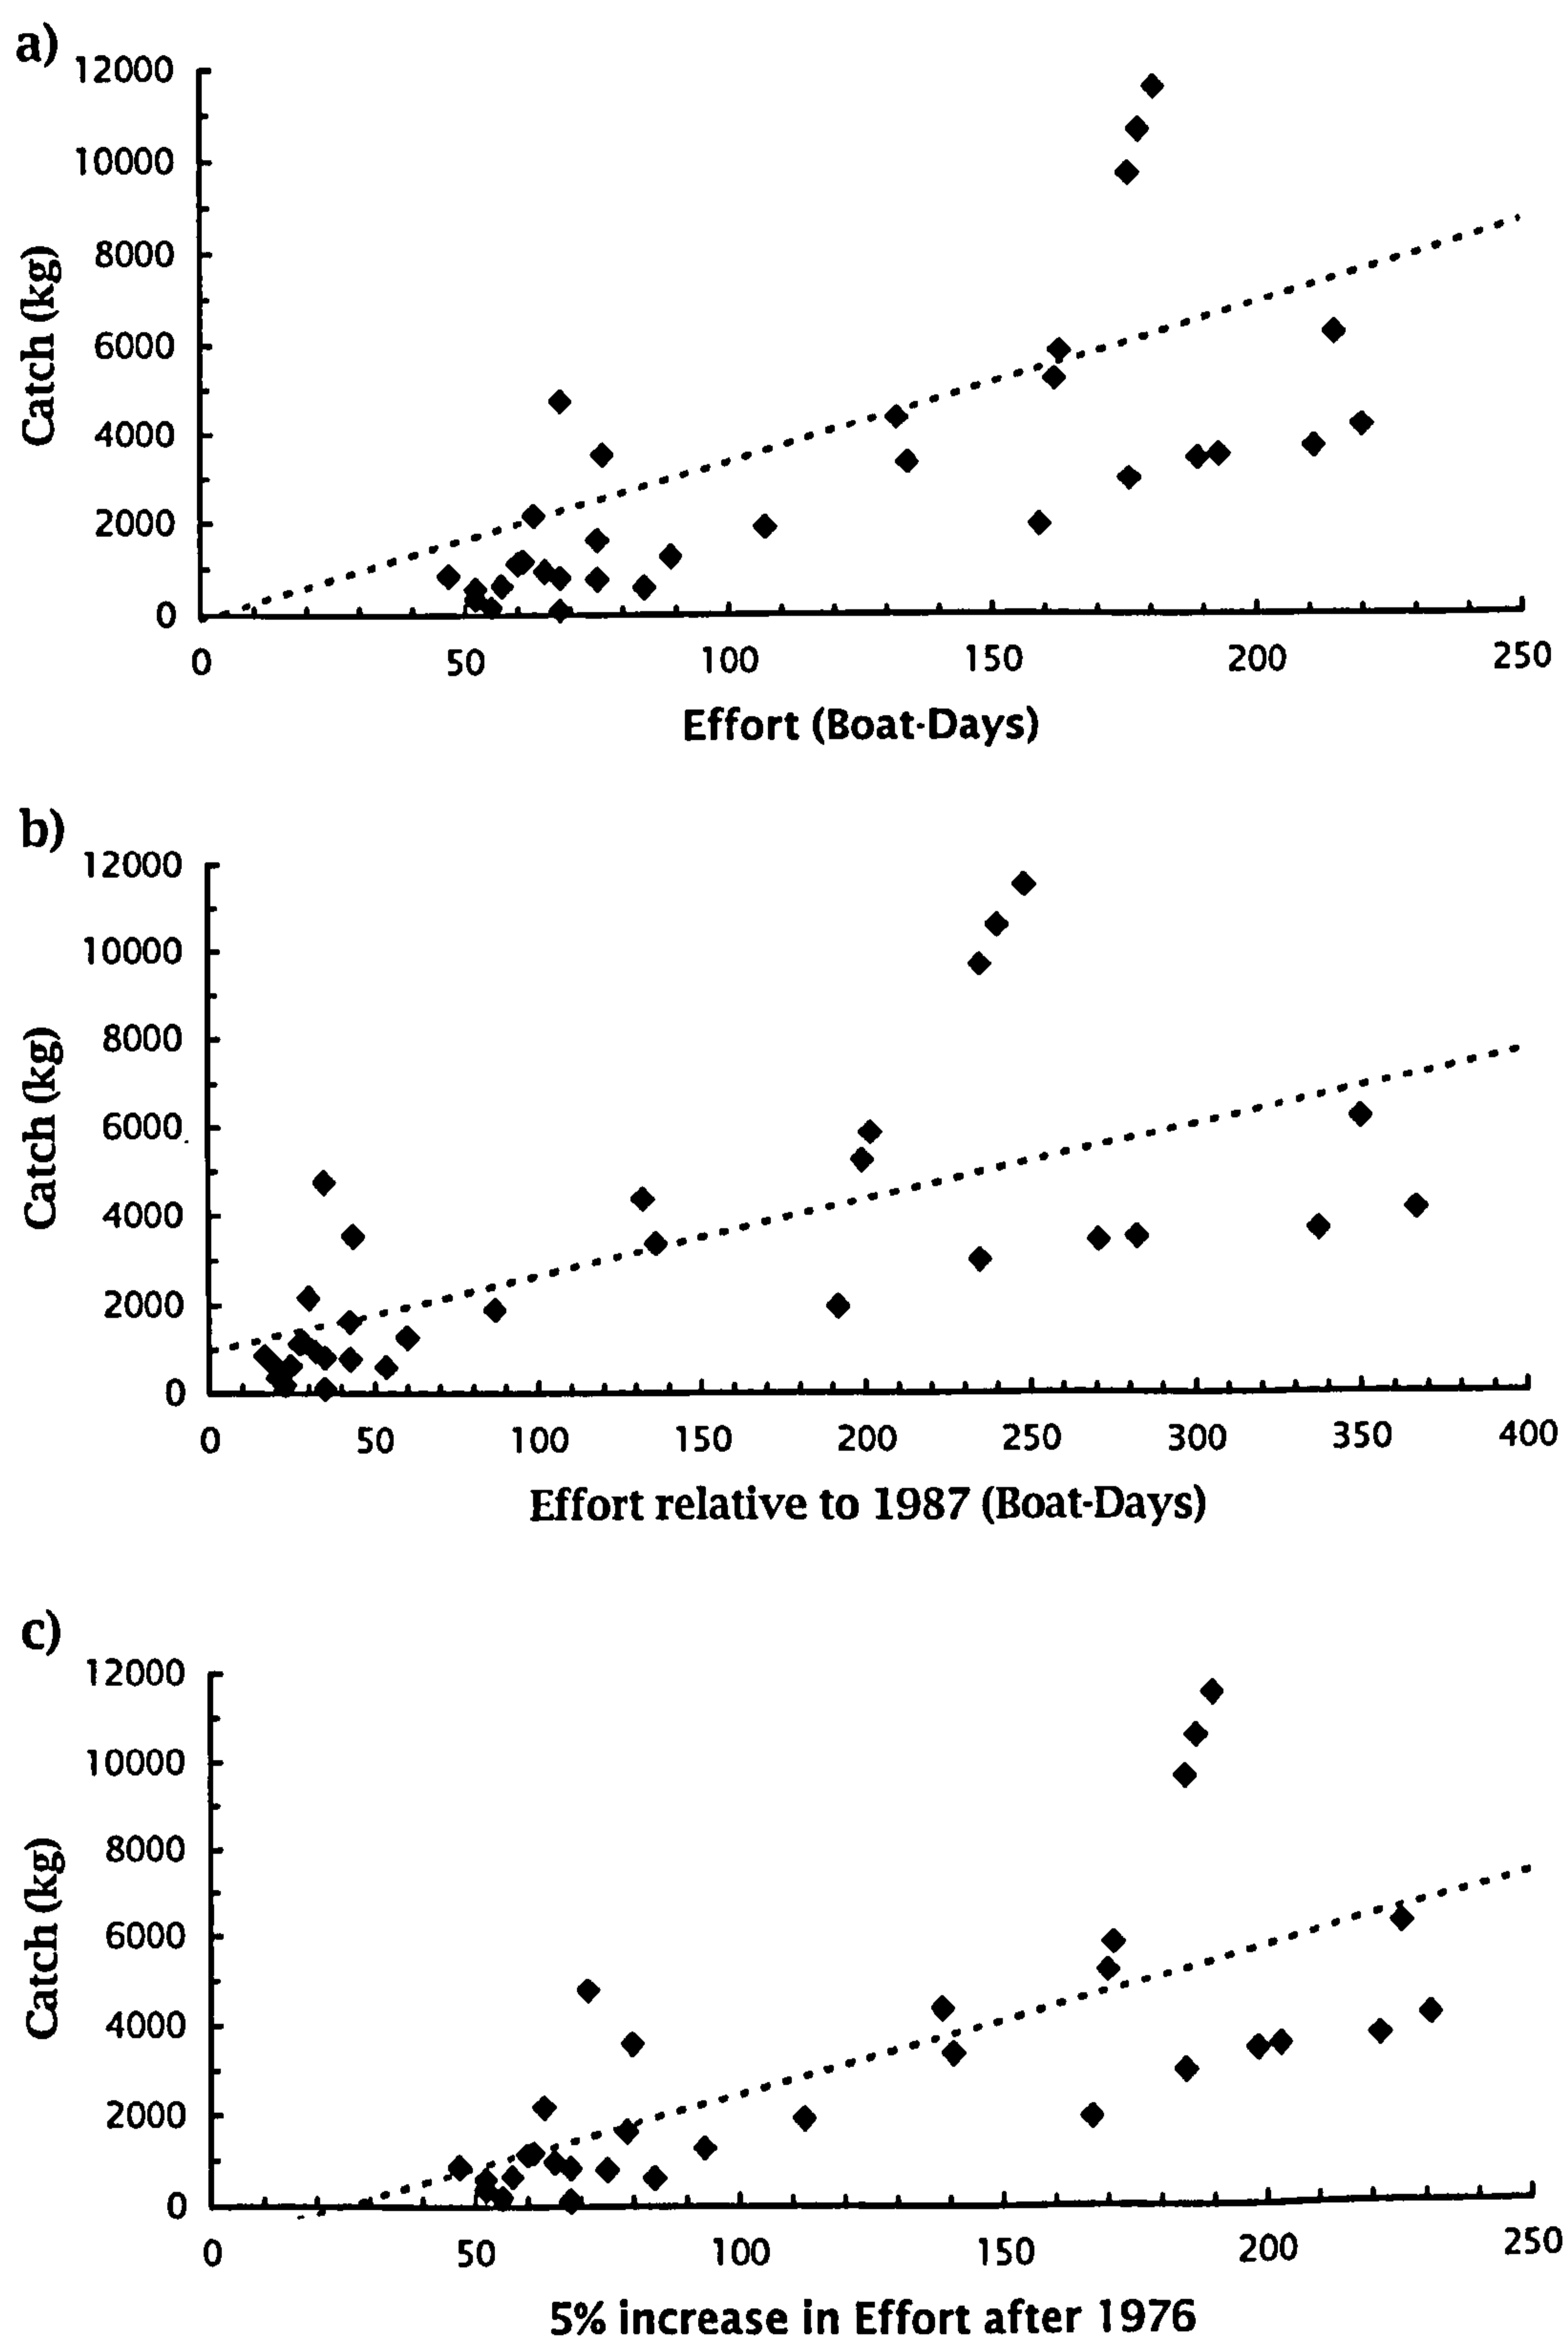 a)
12000
10000
8000
6000
4000
2000
0
Catch (kg)
0 50 100 150 200 250
Effort (Boat-Days)
b)
12000
10000
8000
6000
4000
2000
0
Catch (kg)
0 50 100 150 200 250 300 350 400
Effort relative to 1987 (Boat-Days)
c)
12000
10000
8000
6000
4000
2000
0
Catch (kg)
0 50 100 150 200 250
5% increase in Effort after 1976